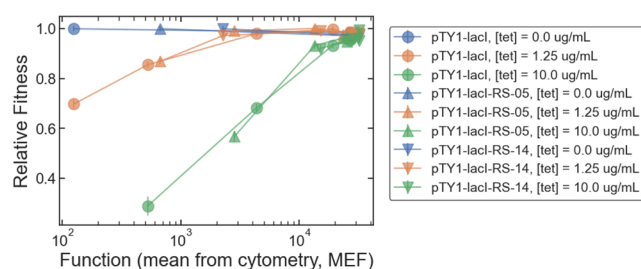 1.0
0.8
0.6
0.4
Relative Fitness
10²
10³
10⁴
Function (mean from cytometry, MEF)
pTY1-lacI, [tet] = 0.0 ug/mL
pTY1-lacI, [tet] = 1.25 ug/mL
pTY1-lacI, [tet] = 10.0 ug/mL
pTY1-lacI-RS-05, [tet] = 0.0 ug/mL
pTY1-lacI-RS-05, [tet] = 1.25 ug/mL
pTY1-lacI-RS-05, [tet] = 10.0 ug/mL
pTY1-lacI-RS-14, [tet] = 0.0 ug/mL
pTY1-lacI-RS-14, [tet] = 1.25 ug/mL
pTY1-lacI-RS-14, [tet] = 10.0 ug/mL